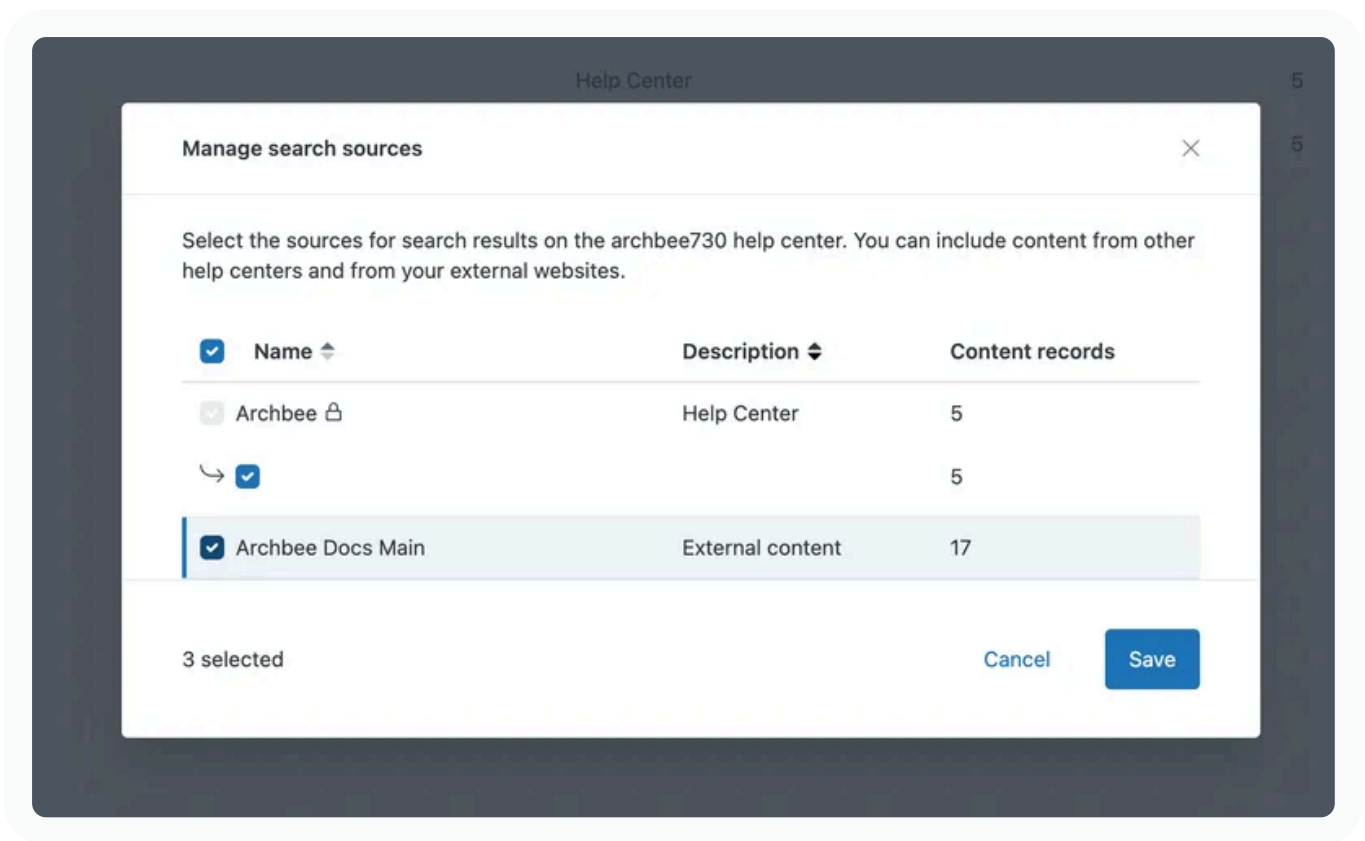 Help Center 5
Manage search sources
5
Select the sources for search results on the archbee730 help center. You can include content from other
help centers and from your external websites.
Name Description Content records
Archbee Help Center 5
5
Archbee Docs Main External content 17
3 selected Cancel Save